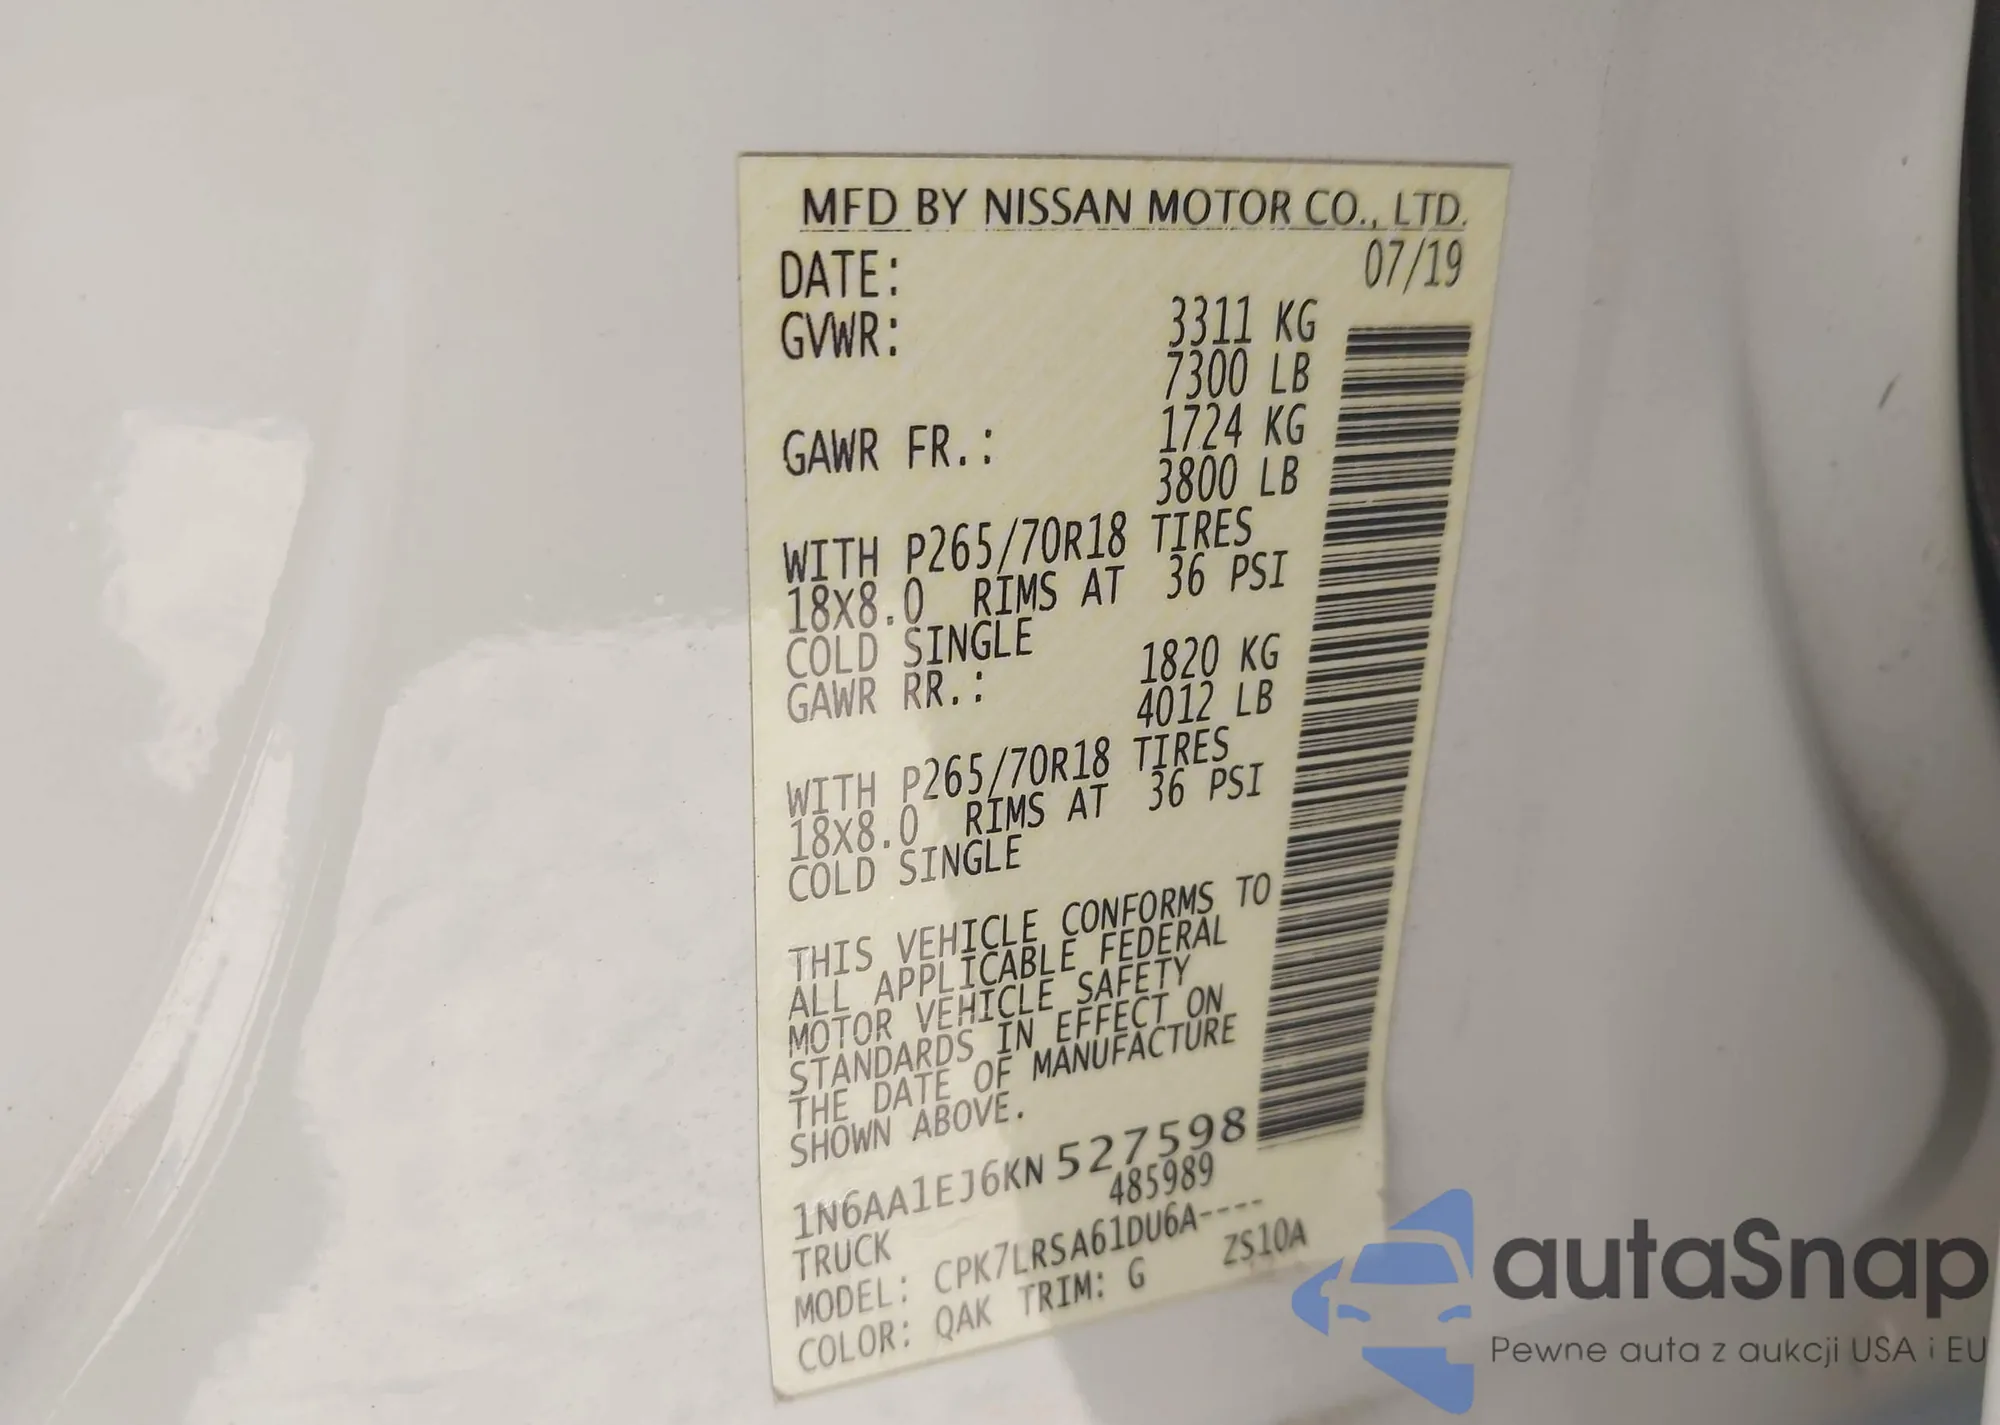 MFD BY NISSAN MOTOR CO., LTD.
DATE: 07/19
GVWR: 3311 KG
7300 LB
GAWR FR.: 1724 KG
3800 LB
WITH P265/70R18 TIRES
18X8.0 RIMS AT 36 PSI
COLD SINGLE
GAWR RR.: 1820 KG
4012 LB
WITH P265/70R18 TIRES
18X8.0 RIMS AT 36 PSI
COLD SINGLE
THIS VEHICLE CONFORMS TO
ALL APPLICABLE FEDERAL
MOTOR VEHICLE SAFETY
STANDARDS IN EFFECT ON
THE DATE OF MANUFACTURE
SHOWN ABOVE.
1N6AA1EJ6KN527598
TRUCK 485989
MODEL: CPK7LRSA61DU6A----
COLOR: QAK TRIM: G ZS10A
autaSnap
Pewne auta z aukcji USA i EU